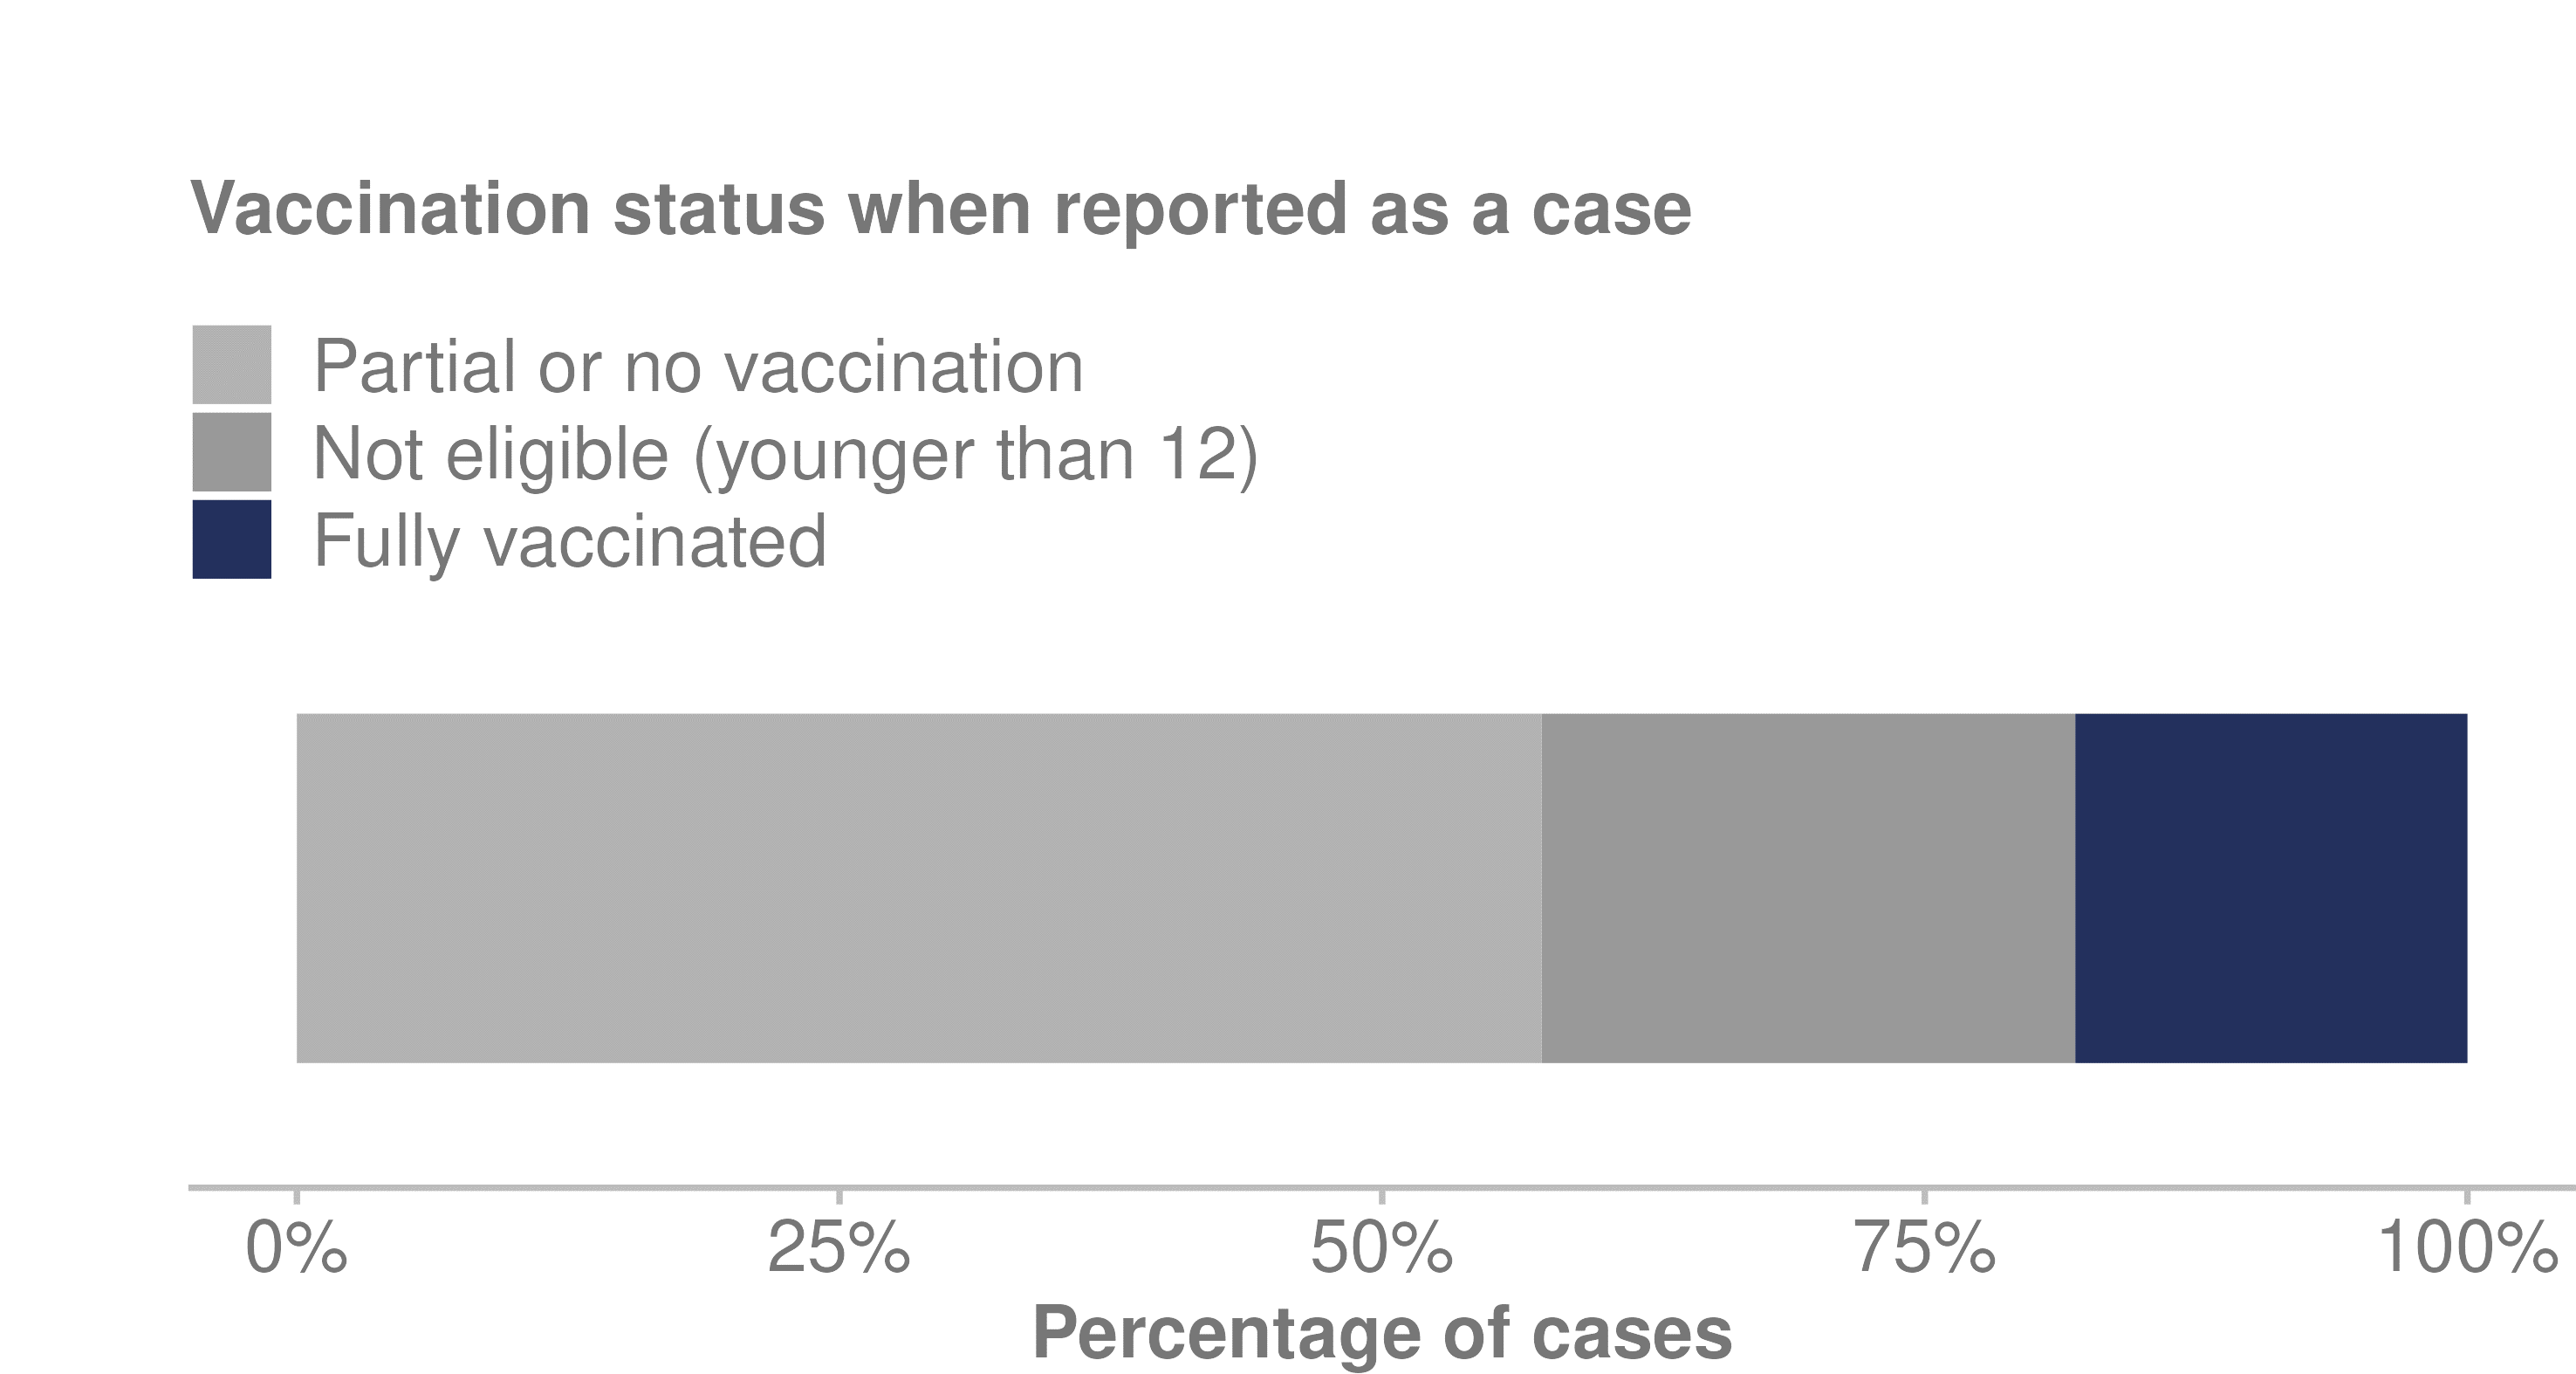 Vaccination status when reported as a case
Partial or no vaccination
Not eligible (younger than 12)
Fully vaccinated
0% 25% 50% 75% 100%
Percentage of cases